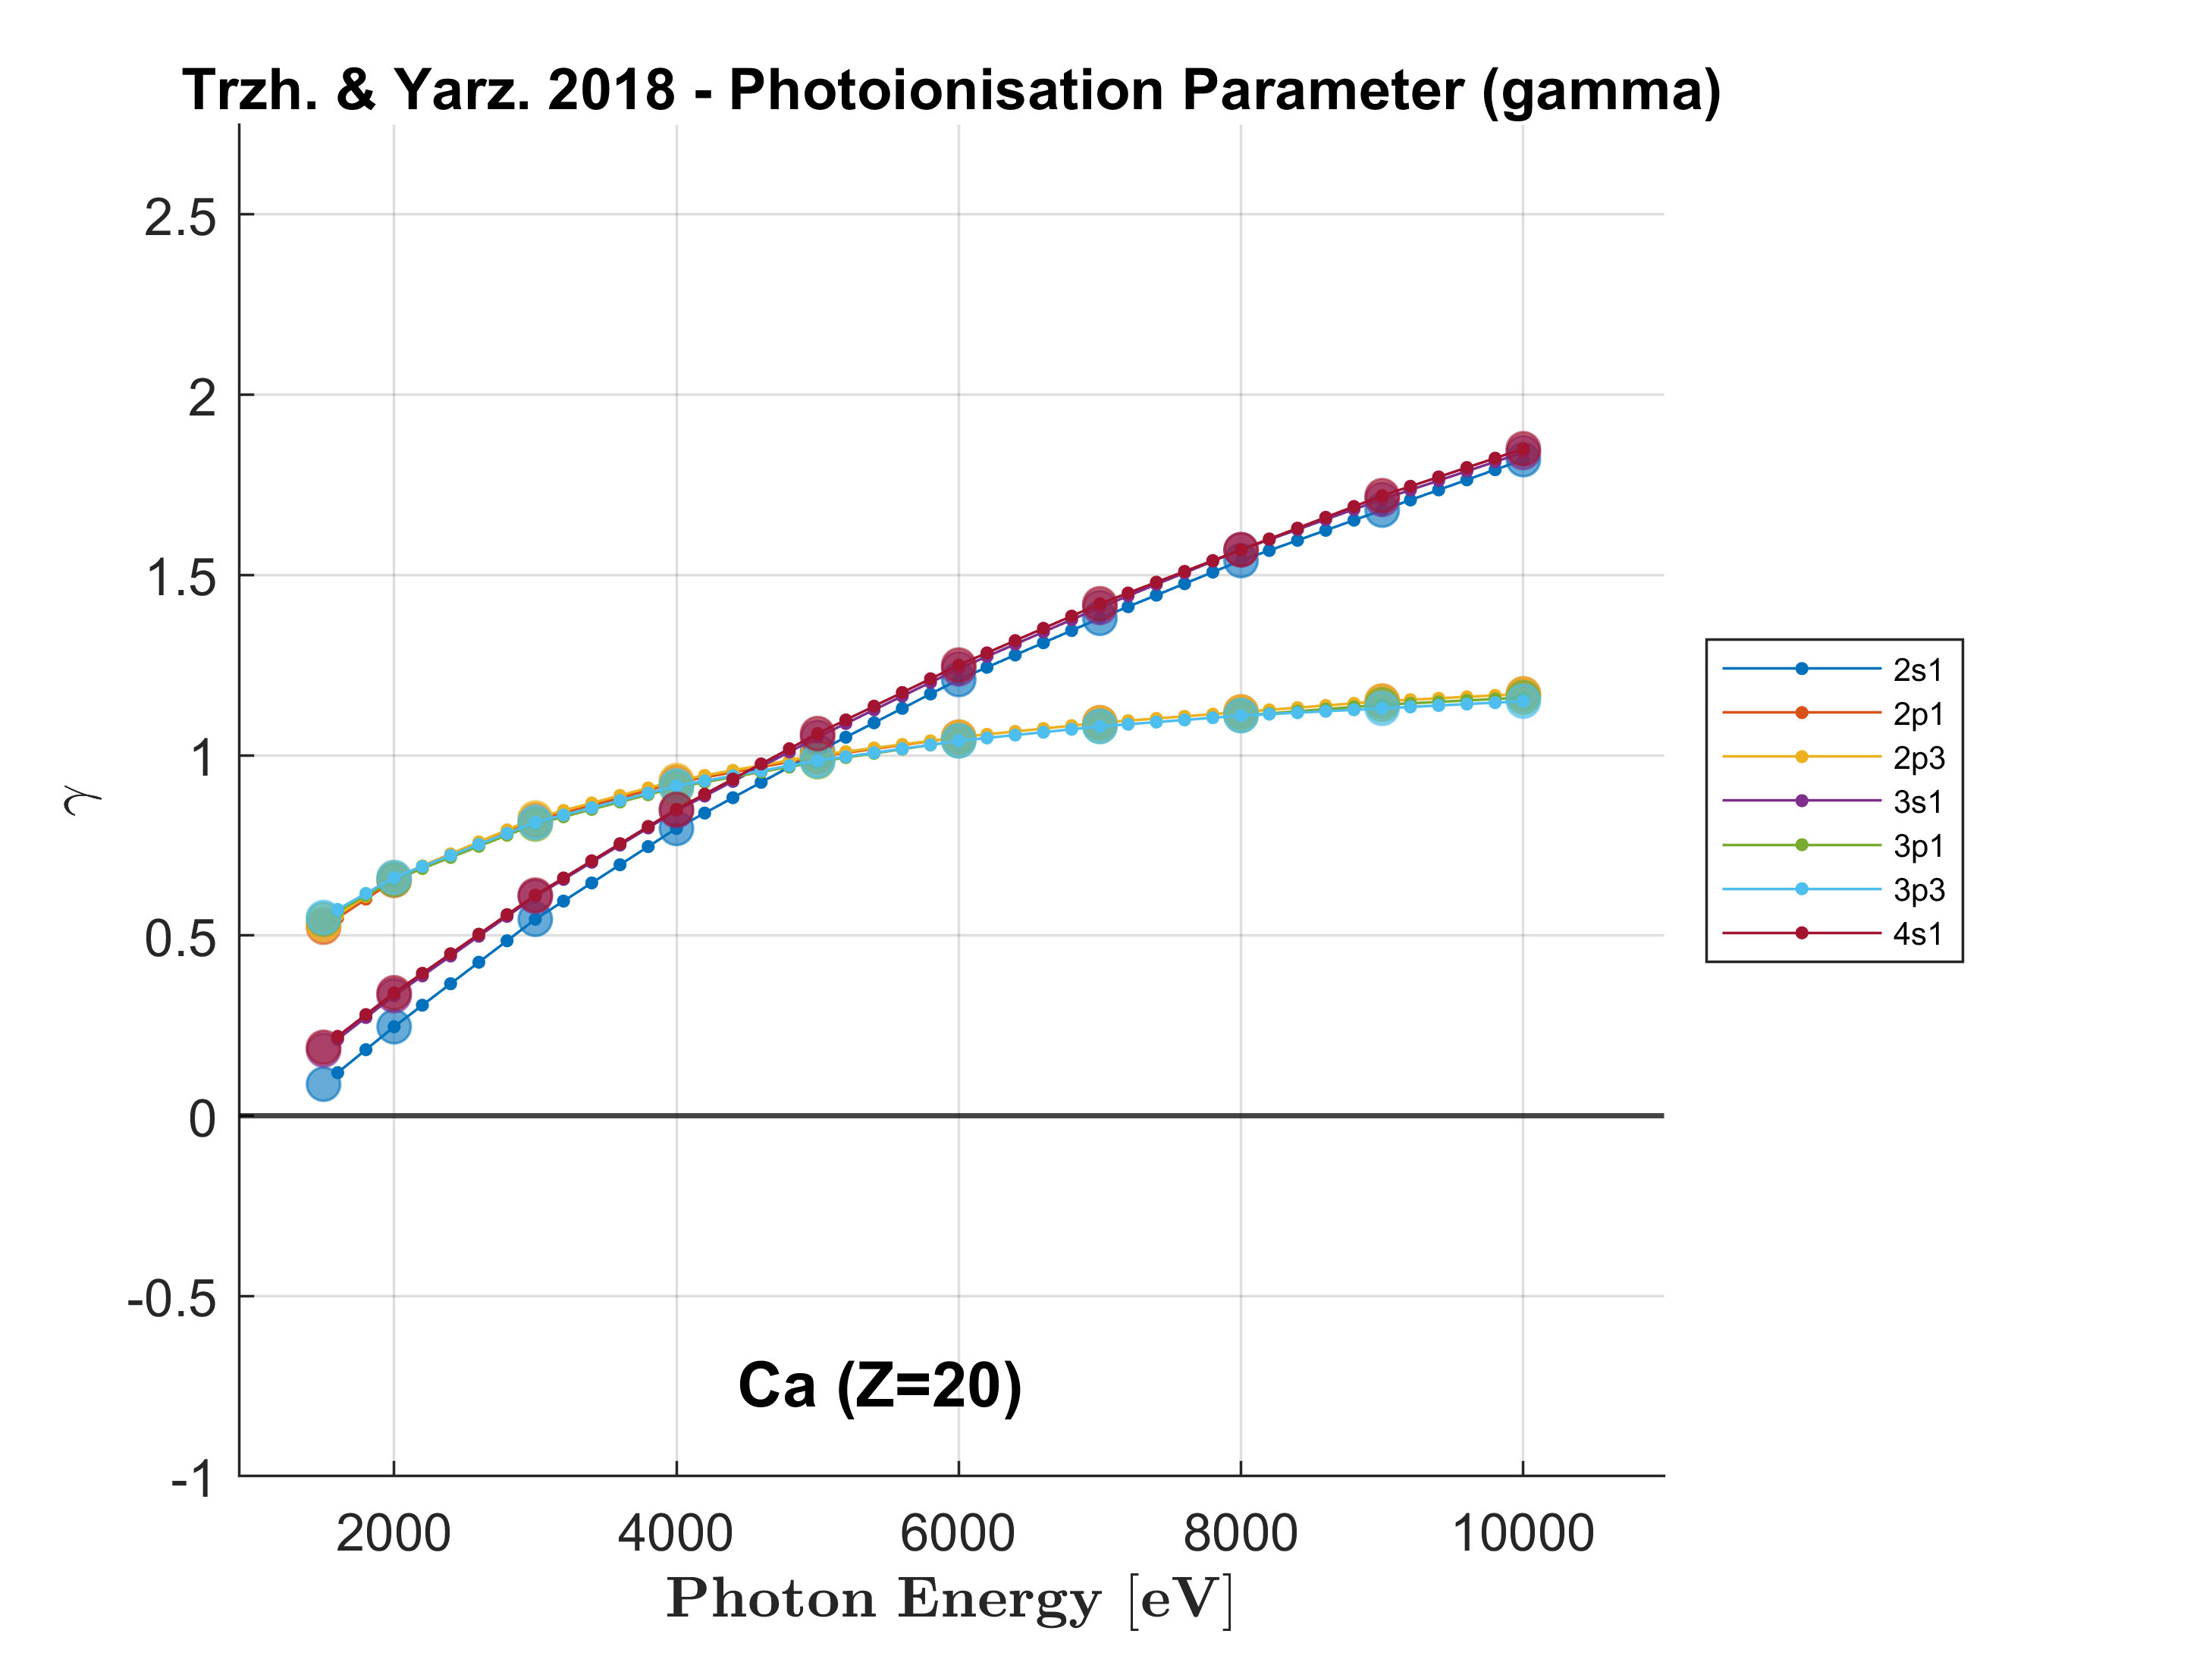 Trzh. & Yarz. 2018 - Photoionisation Parameter (gamma)
2.5
2
1.5
1
0.5
0
-0.5
-1
γ
2s1
2p1
2p3
3s1
3p1
3p3
4s1
Ca (Z=20)
2000 4000 6000 8000 10000
Photon Energy [eV]